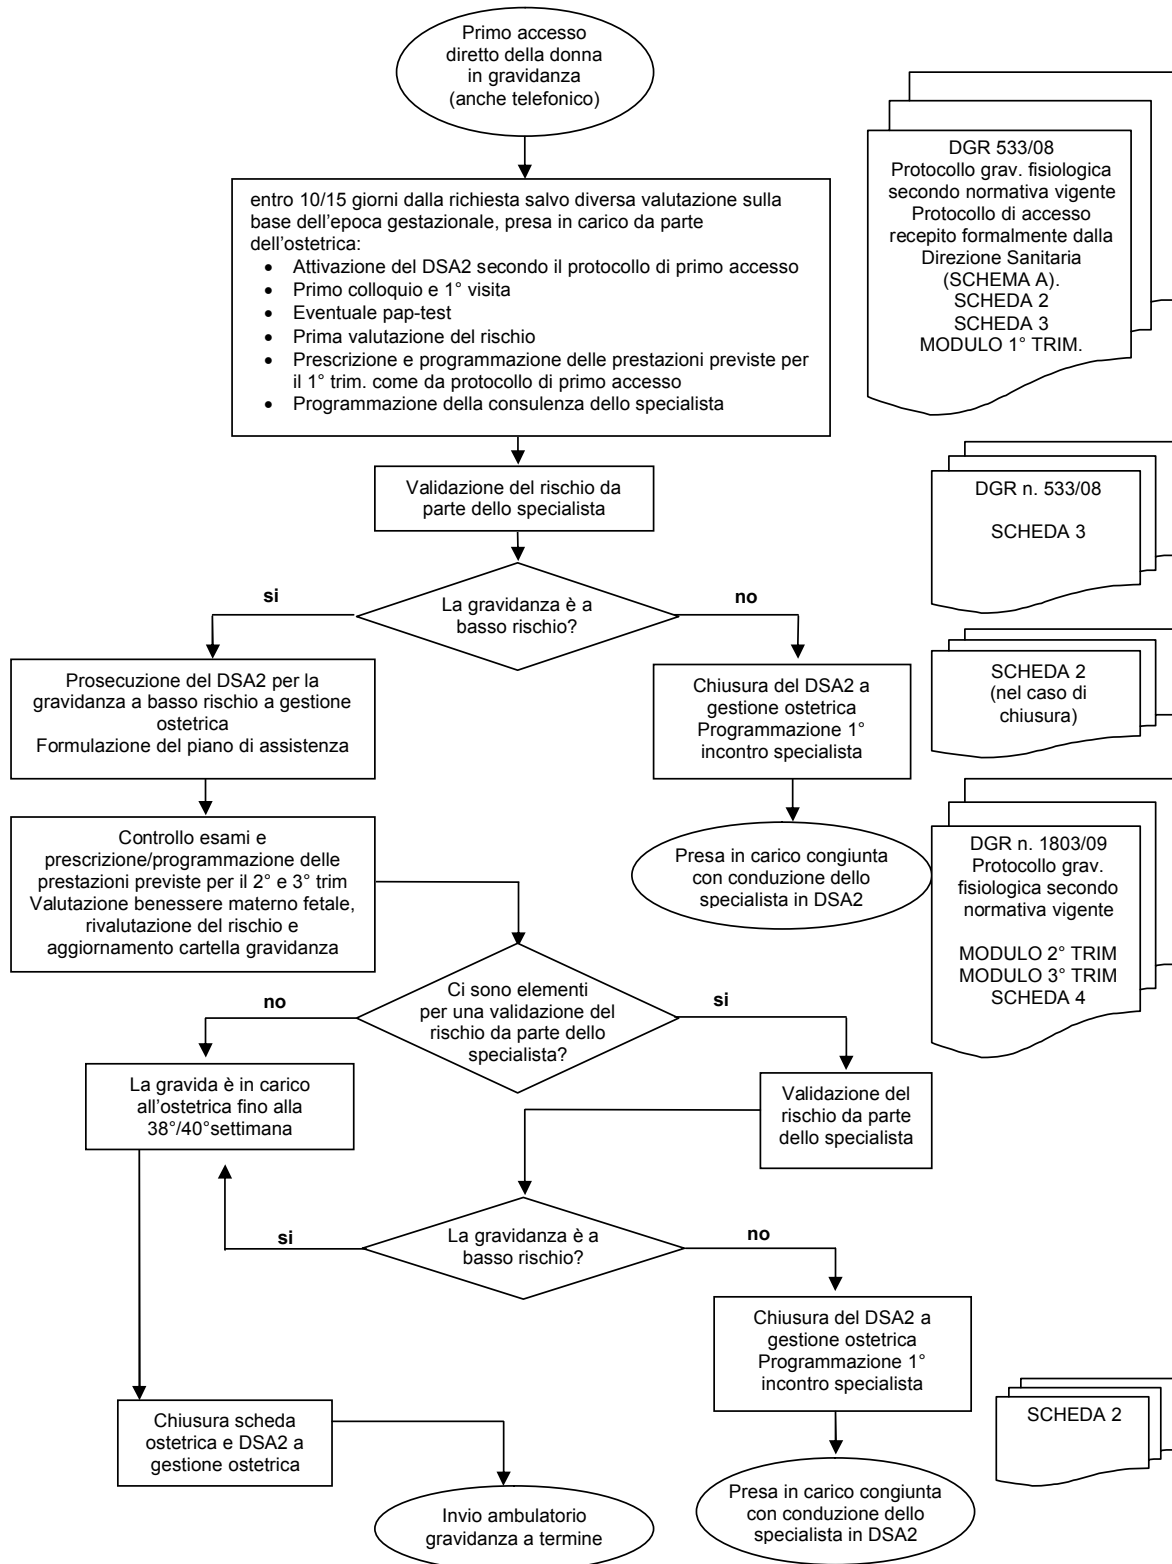 Primo accesso
diretto della donna
in gravidanza
(anche telefonico)
DGR 533/08
Protocollo grav. fisiologica
secondo normativa vigente
Protocollo di accesso
recepito formalmente dalla
Direzione Sanitaria
(SCHEMA A).
SCHEDA 2
SCHEDA 3
MODULO 1° TRIM.
entro 10/15 giorni dalla richiesta salvo diversa valutazione sulla
base dell'epoca gestazionale, presa in carico da parte
dell'ostetrica:
• Attivazione del DSA2 secondo il protocollo di primo accesso
• Primo colloquio e 1° visita
• Eventuale pap-test
• Prima valutazione del rischio
• Prescrizione e programmazione delle prestazioni previste per
il 1° trim. come da protocollo di primo accesso
• Programmazione della consulenza dello specialista
Validazione del rischio da
parte dello specialista
DGR n. 533/08
SCHEDA 3
La gravidanza è a
basso rischio?
si
no
Prosecuzione del DSA2 per la
gravidanza a basso rischio a gestione
ostetrica
Formulazione del piano di assistenza
Chiusura del DSA2 a
gestione ostetrica
Programmazione 1°
incontro specialista
SCHEDA 2
(nel caso di
chiusura)
Controllo esami e
prescrizione/programmazione delle
prestazioni previste per il 2° e 3° trim
Valutazione benessere materno fetale,
rivalutazione del rischio e
aggiornamento cartella gravidanza
Presa in carico congiunta
con conduzione dello
specialista in DSA2
DGR n. 1803/09
Protocollo grav.
fisiologica secondo
normativa vigente
MODULO 2° TRIM
MODULO 3° TRIM
SCHEDA 4
Ci sono elementi
per una validazione del
rischio da parte dello
specialista?
no
si
La gravida è in carico
all'ostetrica fino alla
38°/40°settimana
Validazione del
rischio da parte
dello specialista
La gravidanza è a
basso rischio?
si
no
Chiusura del DSA2 a
gestione ostetrica
Programmazione 1°
incontro specialista
SCHEDA 2
Chiusura scheda
ostetrica e DSA2 a
gestione ostetrica
Invio ambulatorio
gravidanza a termine
Presa in carico congiunta
con conduzione dello
specialista in DSA2